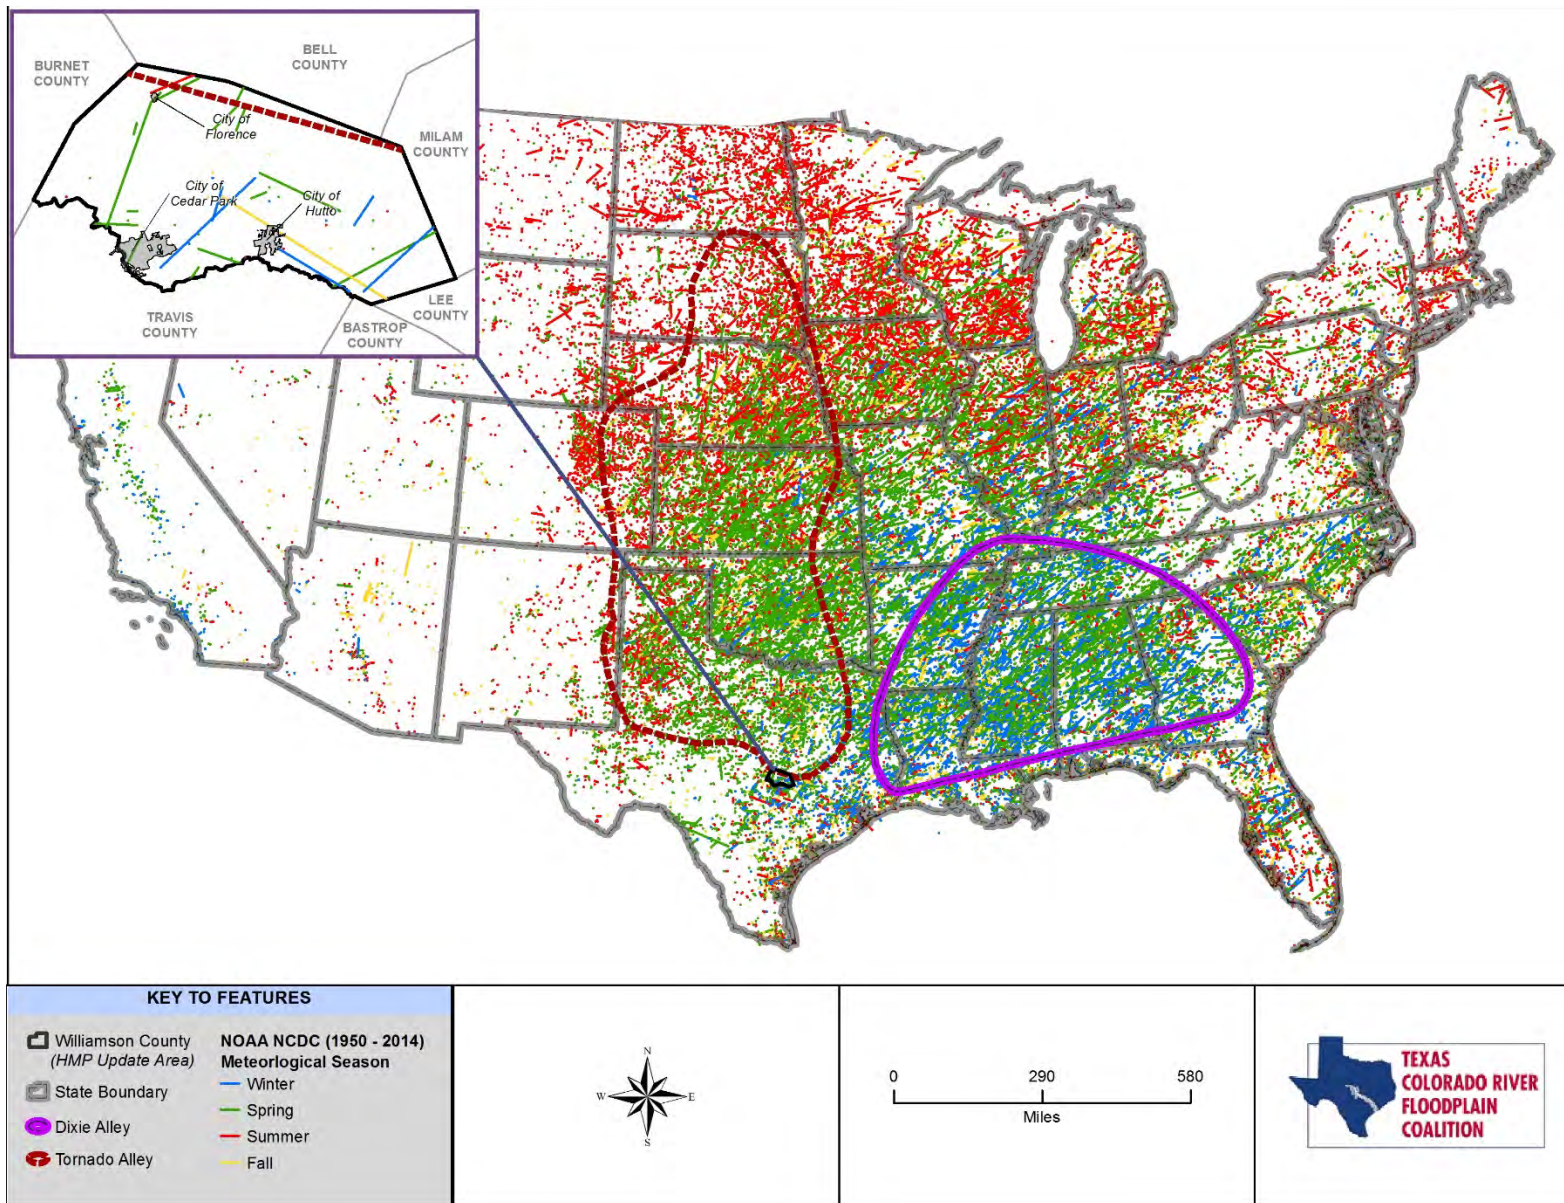 BURNET
COUNTY
BELL
COUNTY
City of
Florence
MILAM
COUNTY
City of
Cedar Park
City of
Hutto
LEE
COUNTY
TRAVIS
COUNTY
BASTROP
COUNTY
KEY TO FEATURES
Williamson County
(HMP Update Area)
State Boundary
Dixie Alley
Tornado Alley
NOAA NCDC (1950 - 2014)
Meteorlogical Season
Winter
Spring
Summer
Fall
N
W
E
S
0 290 580
Miles
TEXAS
COLORADO RIVER
FLOODPLAIN
COALITION